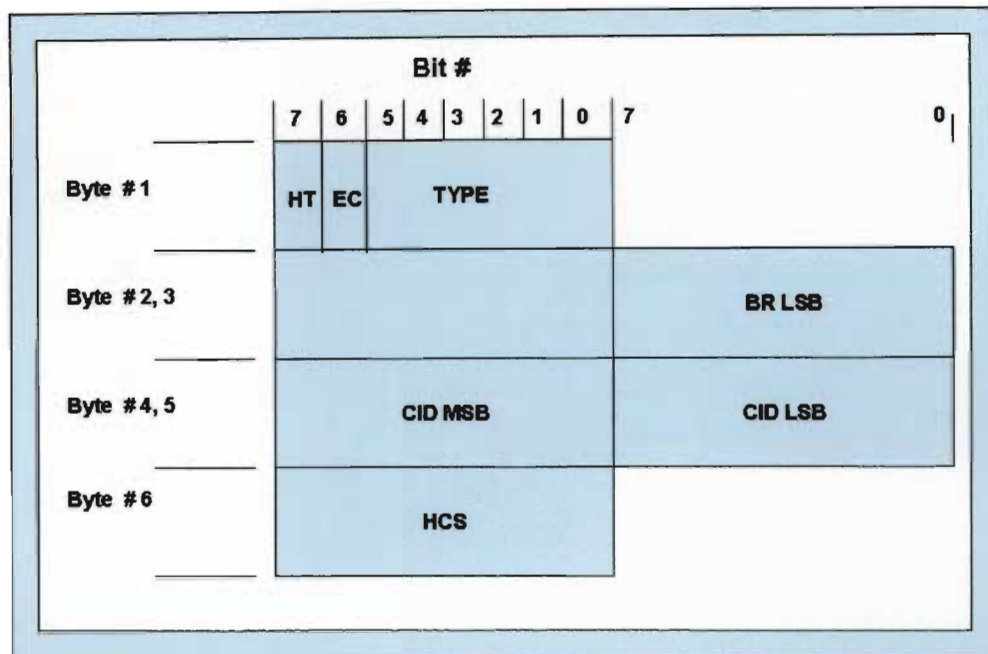 Bit #
7 6 5 4 3 2 1 0 7 0
Byte #1 HT EC TYPE
Byte #2, 3 BR LSB
Byte #4, 5 CID MSB CID LSB
Byte #6 HCS